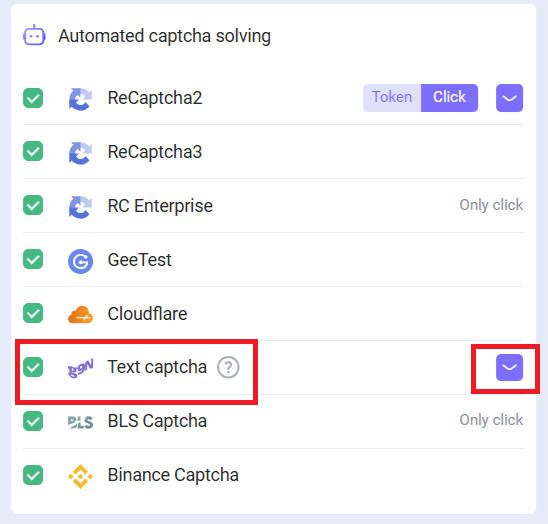 Automated captcha solving
ReCaptcha2 Token Click
ReCaptcha3
RC Enterprise Only click
GeeTest
Cloudflare
Text captcha ?
BLS BLS Captcha Only click
Binance Captcha